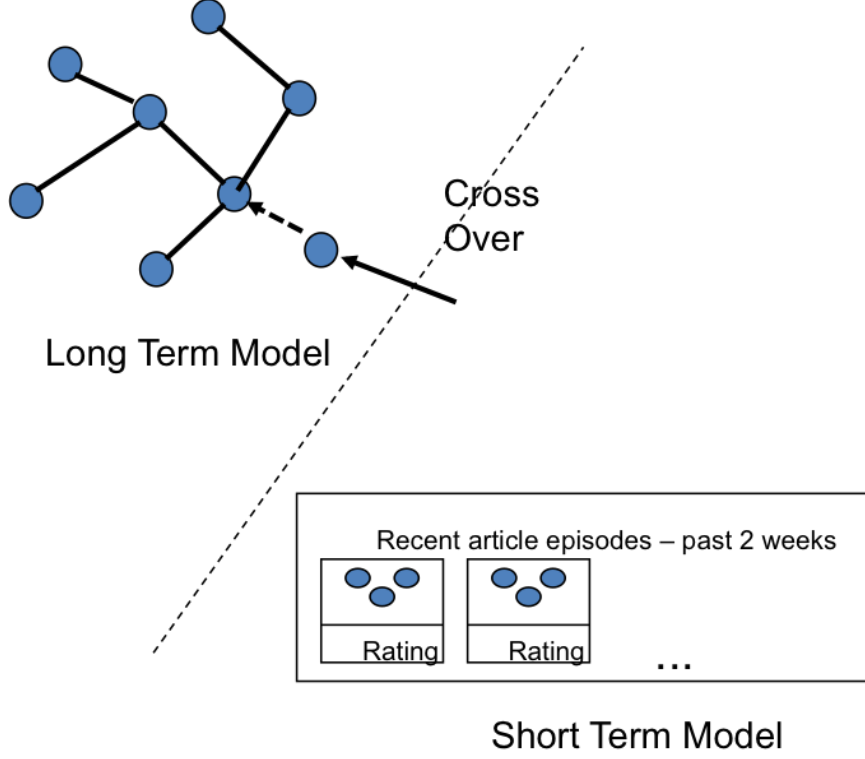 Cross
Over
Long Term Model
Recent article episodes – past 2 weeks
Rating
Rating
...
Short Term Model